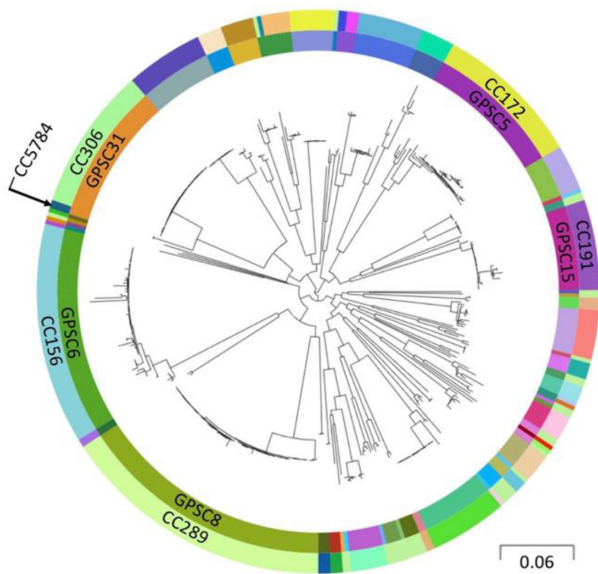 CC172
GPSC5
CC5784
CC306
GPSC31
CC191
GPSC15
GPSC6
CC156
GPSC8
CC289
0.06